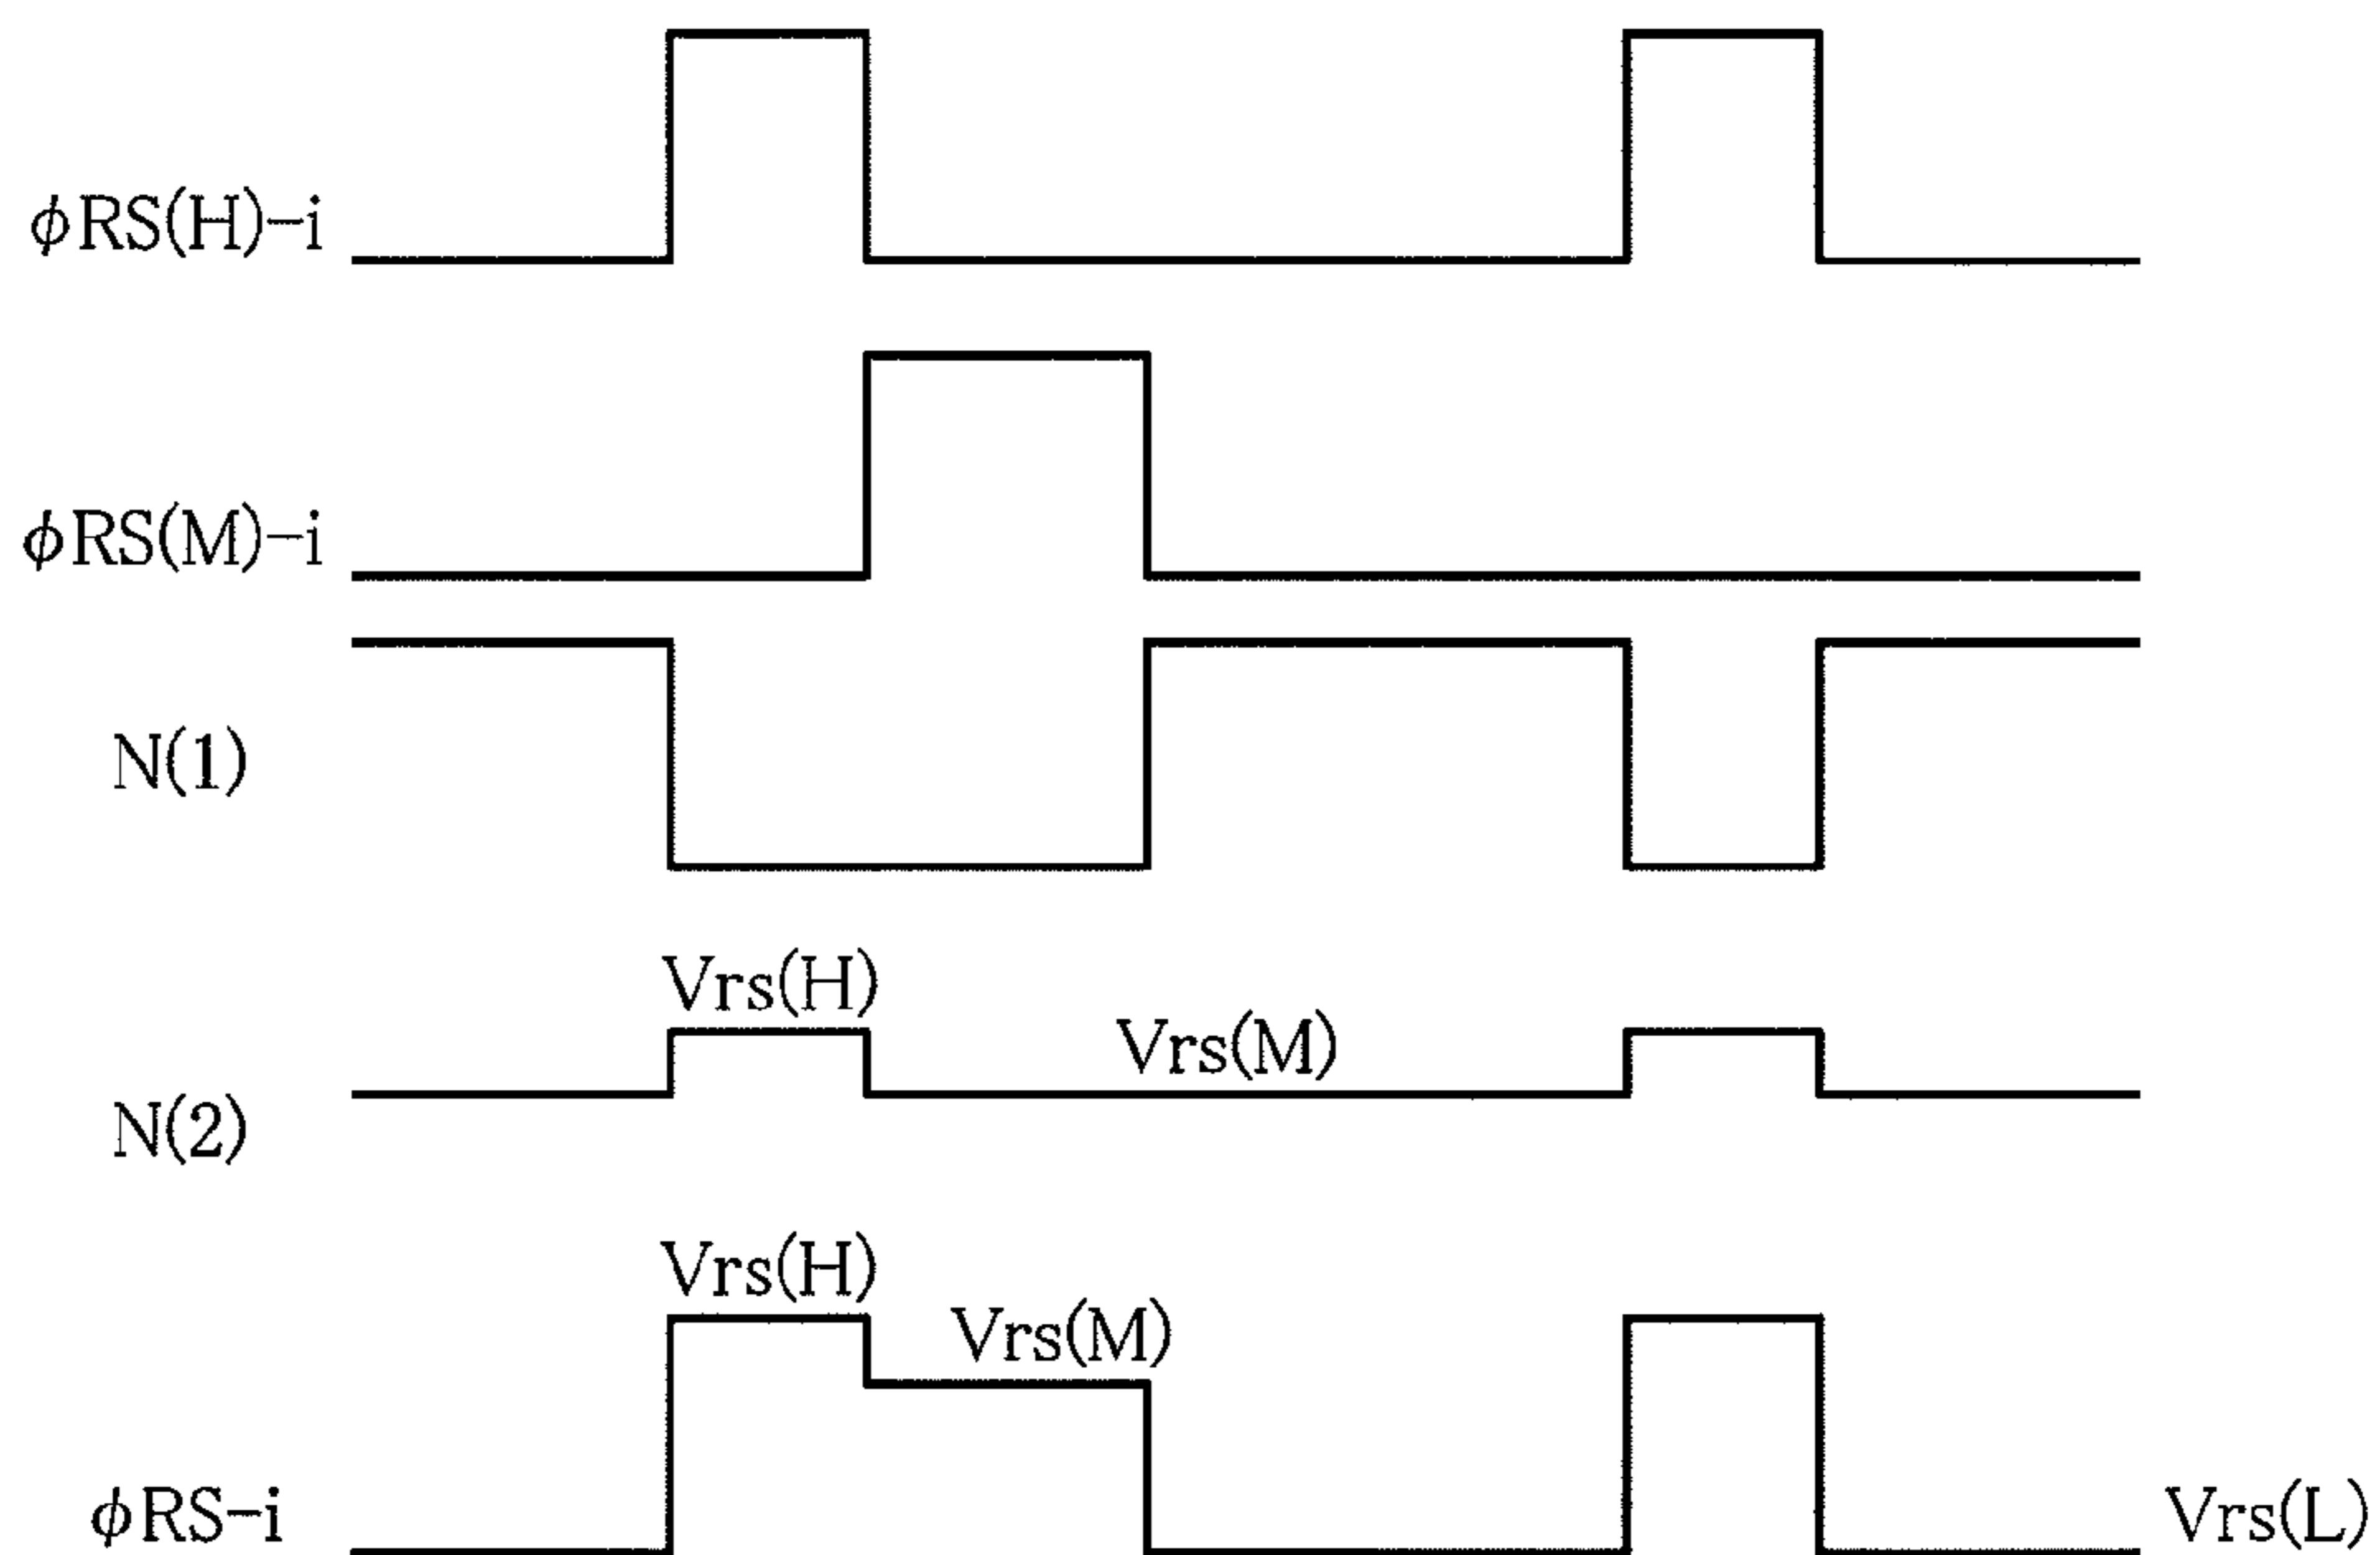 ϕRS(H)-i
ϕRS(M)-i
N(1)
Vrs(H)
Vrs(M)
N(2)
Vrs(H)
Vrs(M)
ϕRS-i
Vrs(L)